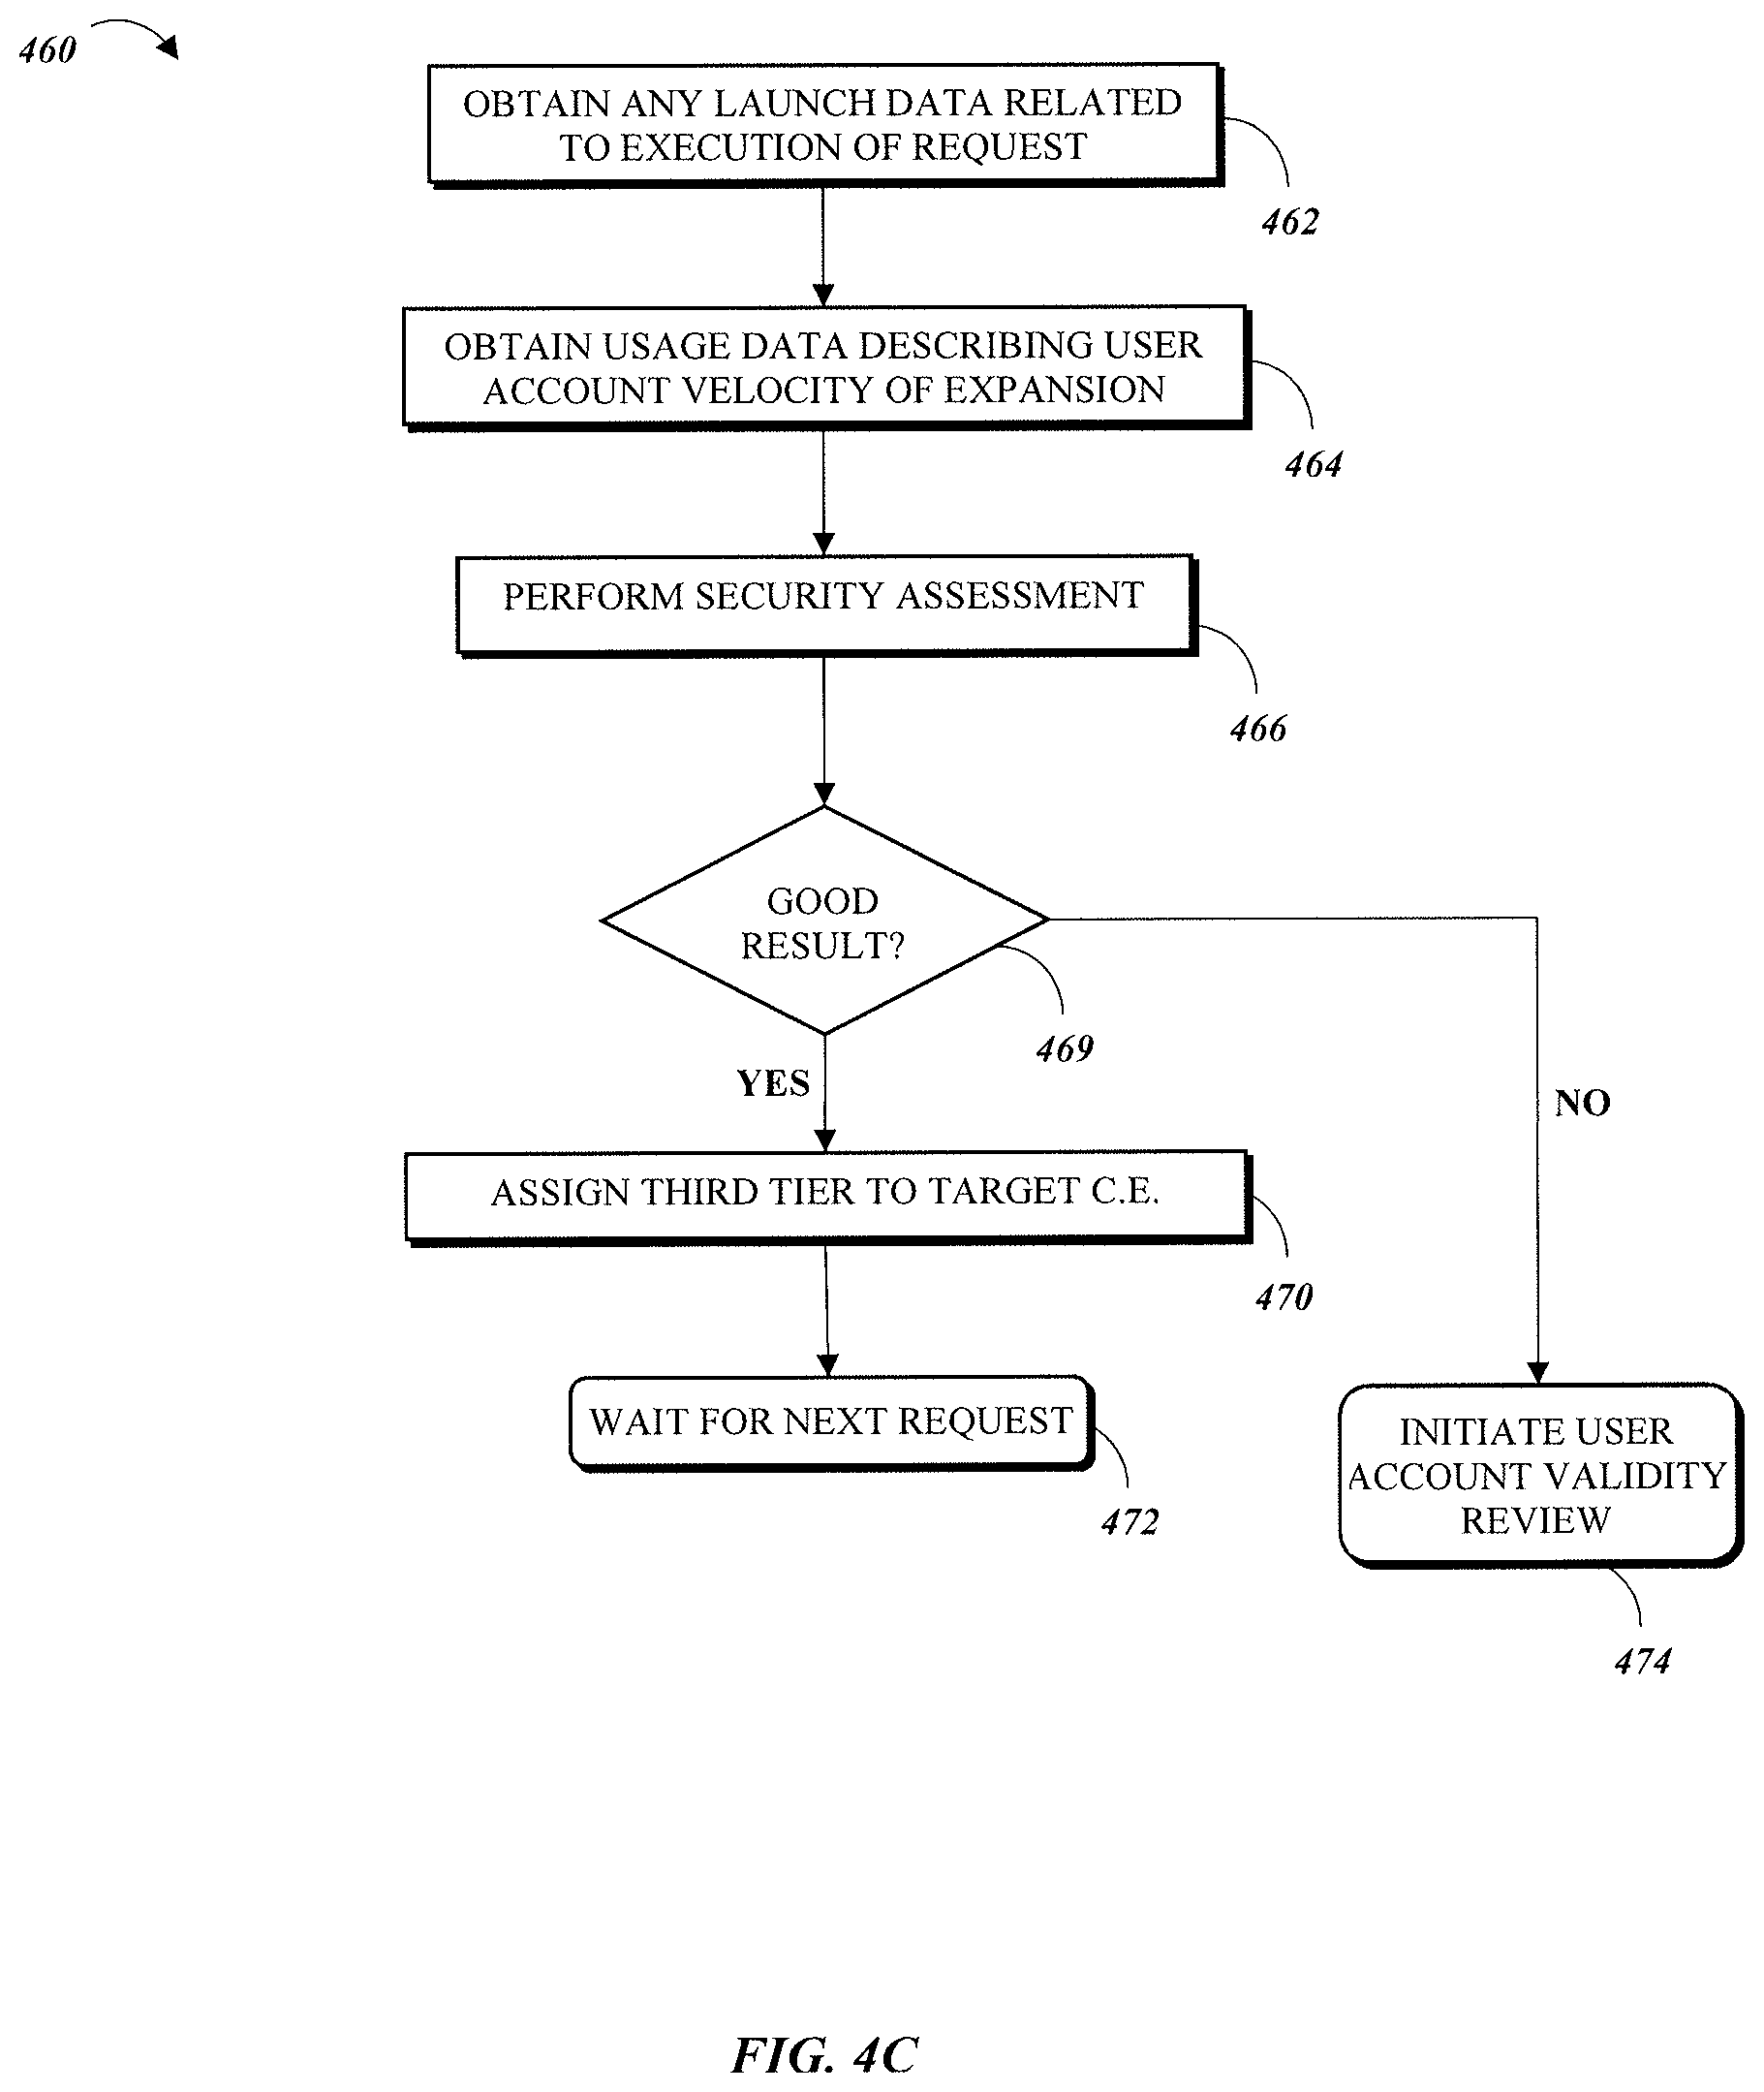 460
OBTAIN ANY LAUNCH DATA RELATED
TO EXECUTION OF REQUEST
462
OBTAIN USAGE DATA DESCRIBING USER
ACCOUNT VELOCITY OF EXPANSION
464
PERFORM SECURITY ASSESSMENT
466
GOOD
RESULT?
469
YES
NO
ASSIGN THIRD TIER TO TARGET C.E.
470
WAIT FOR NEXT REQUEST
472
INITIATE USER
ACCOUNT VALIDITY
REVIEW
474
FIG. 4C